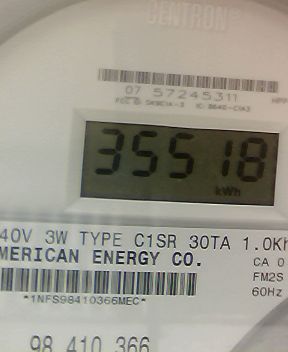 CENTRON®
07 57245311
35518
kWh
40V 3W TYPE C1SR 30TA 1.0Kh
MERICAN ENERGY CO.
CA 0
FM2S
60Hz
*1NFS98410366MEC*
98 410 366